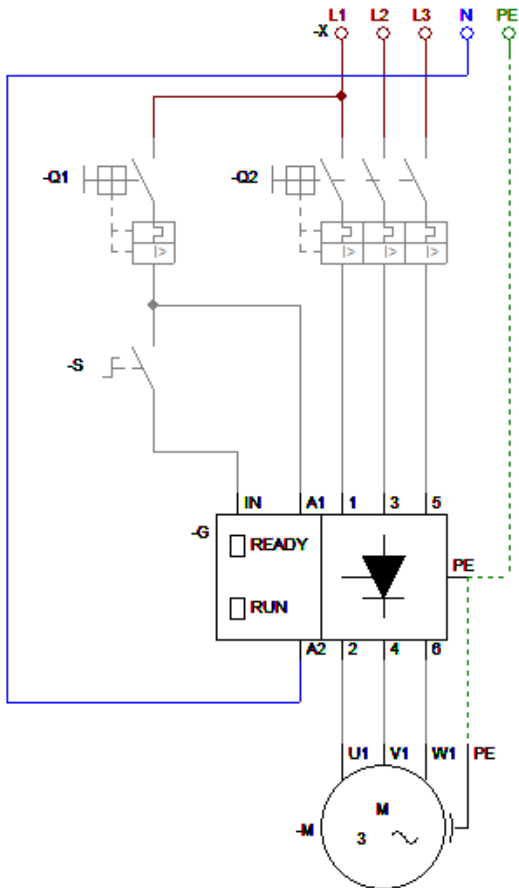 L1 L2 L3 N PE
-X
-Q1 -Q2
I> I> I> I>
-S
IN A1 1 3 5
-G
READY
PE
RUN
A2 2 4 6
U1 V1 W1 PE
M
-M
3